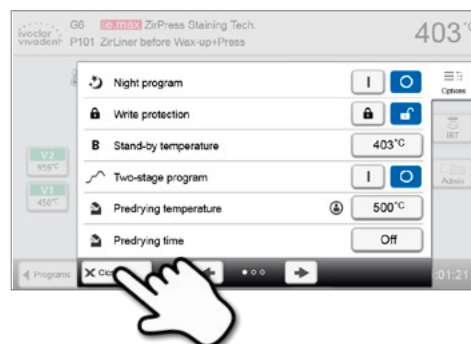 ivoclar
vivadent
G6 IPS e.max ZirPress Staining Tech.
P101 ZirLiner before Wax-up+Press
403°C
Night program
I O
Options
Write protection
IRT
B Stand-by temperature 403°C
V2
959°C
Two-stage program
I O
Admin
V1
450°C
Predrying temperature 500°C
Predrying time Off
Programs
:01:21